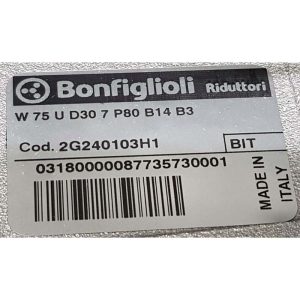 Bonfiglioli Riduttori
W 75 U D30 7 P80 B14 B3
Cod. 2G240103H1
BIT
03180000087735730001
MADE IN
ITALY